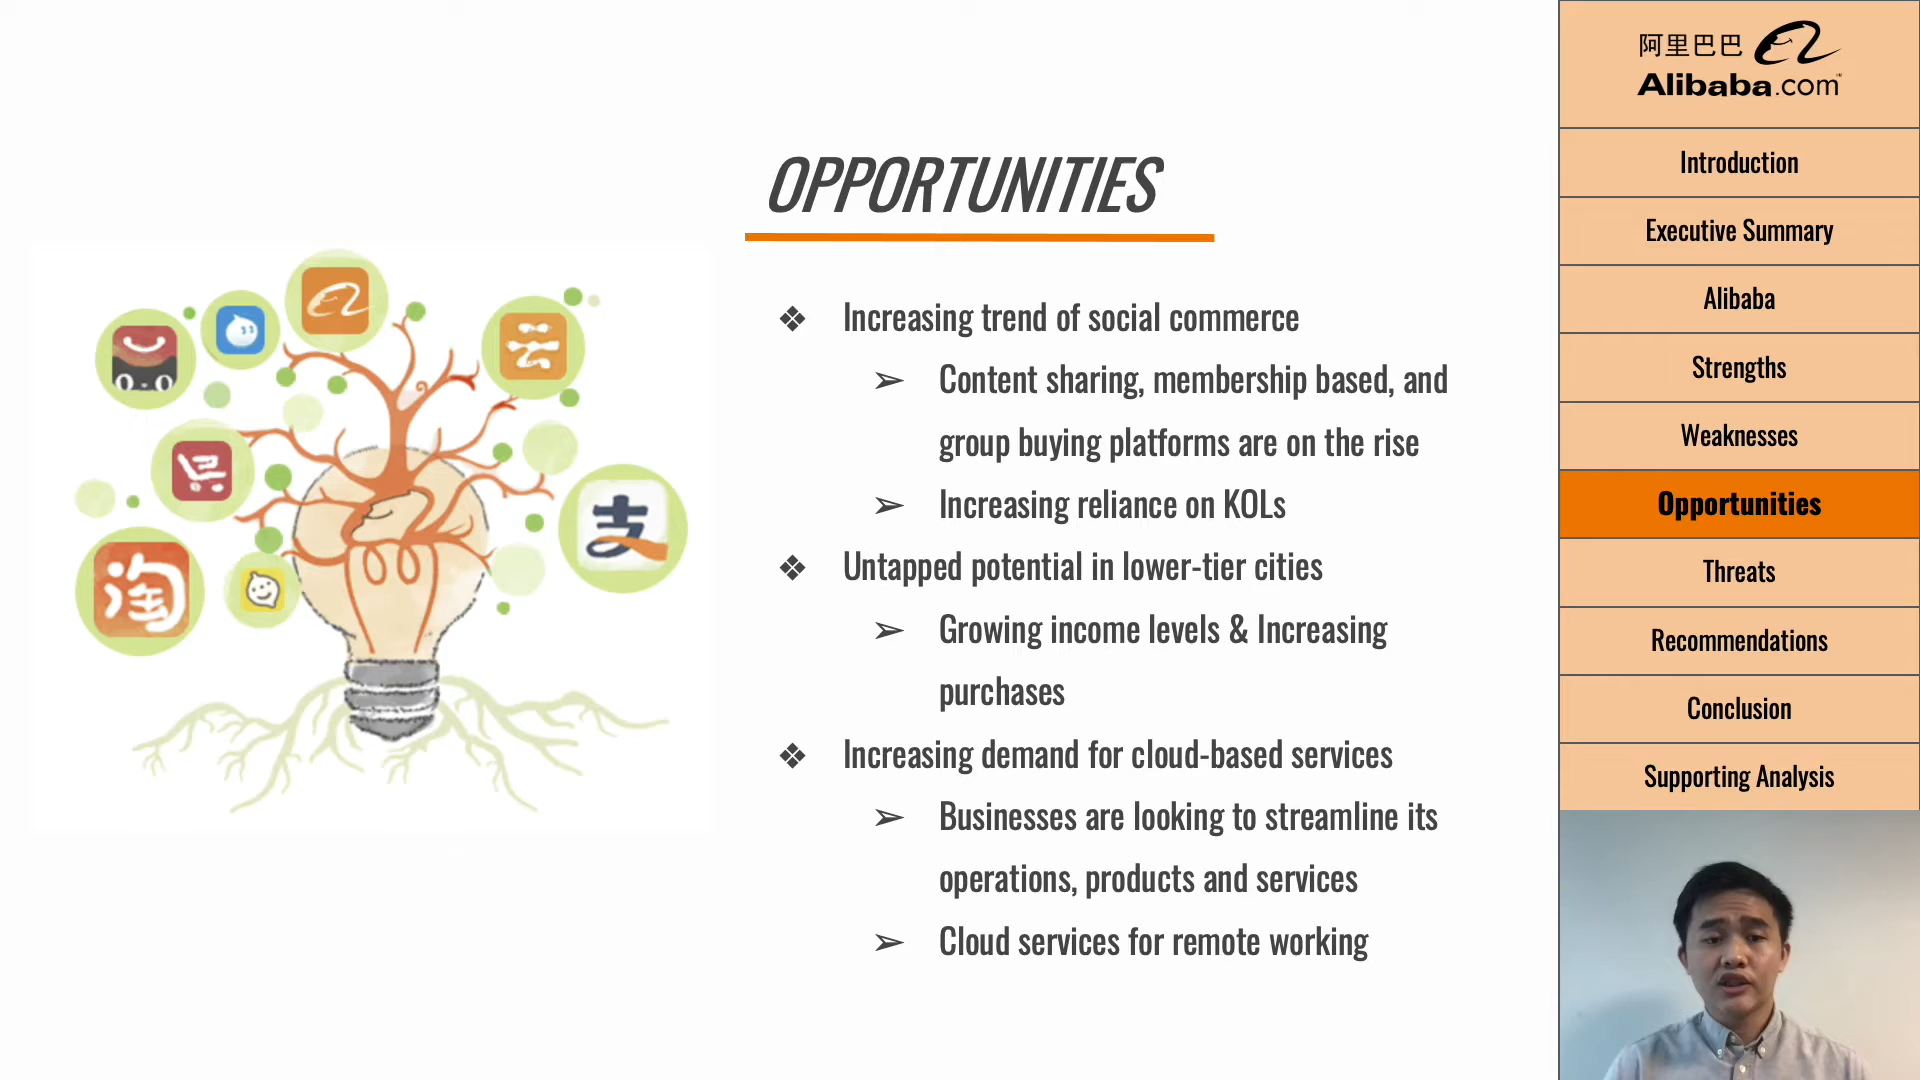 OPPORTUNITIES
❖ Increasing trend of social commerce
➢ Content sharing, membership based, and
group buying platforms are on the rise
➢ Increasing reliance on KOLs
❖ Untapped potential in lower-tier cities
➢ Growing income levels & Increasing
purchases
❖ Increasing demand for cloud-based services
➢ Businesses are looking to streamline its
operations, products and services
➢ Cloud services for remote working
云
支
淘
阿里巴巴
Alibaba.com
Introduction
Executive Summary
Alibaba
Strengths
Weaknesses
Opportunities
Threats
Recommendations
Conclusion
Supporting Analysis